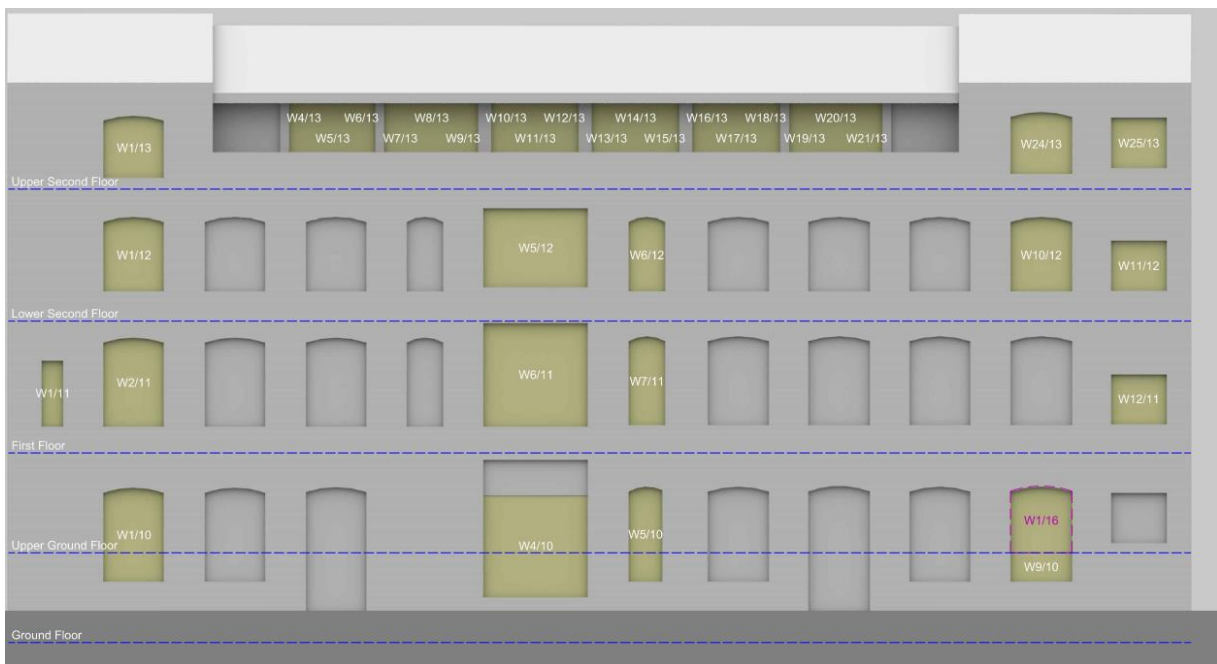 W4/13 W6/13 W8/13 W10/13 W12/13 W14/13 W16/13 W18/13 W20/13
W5/13 W7/13 W9/13 W11/13 W13/13 W15/13 W17/13 W19/13 W21/13
W1/13 W24/13 W25/13
Upper Second Floor
W1/12 W5/12 W6/12 W10/12 W11/12
Lower Second Floor
W1/11 W2/11 W6/11 W7/11 W12/11
First Floor
W1/16
W1/10 W4/10 W5/10
Upper Ground Floor
W9/10
Ground Floor